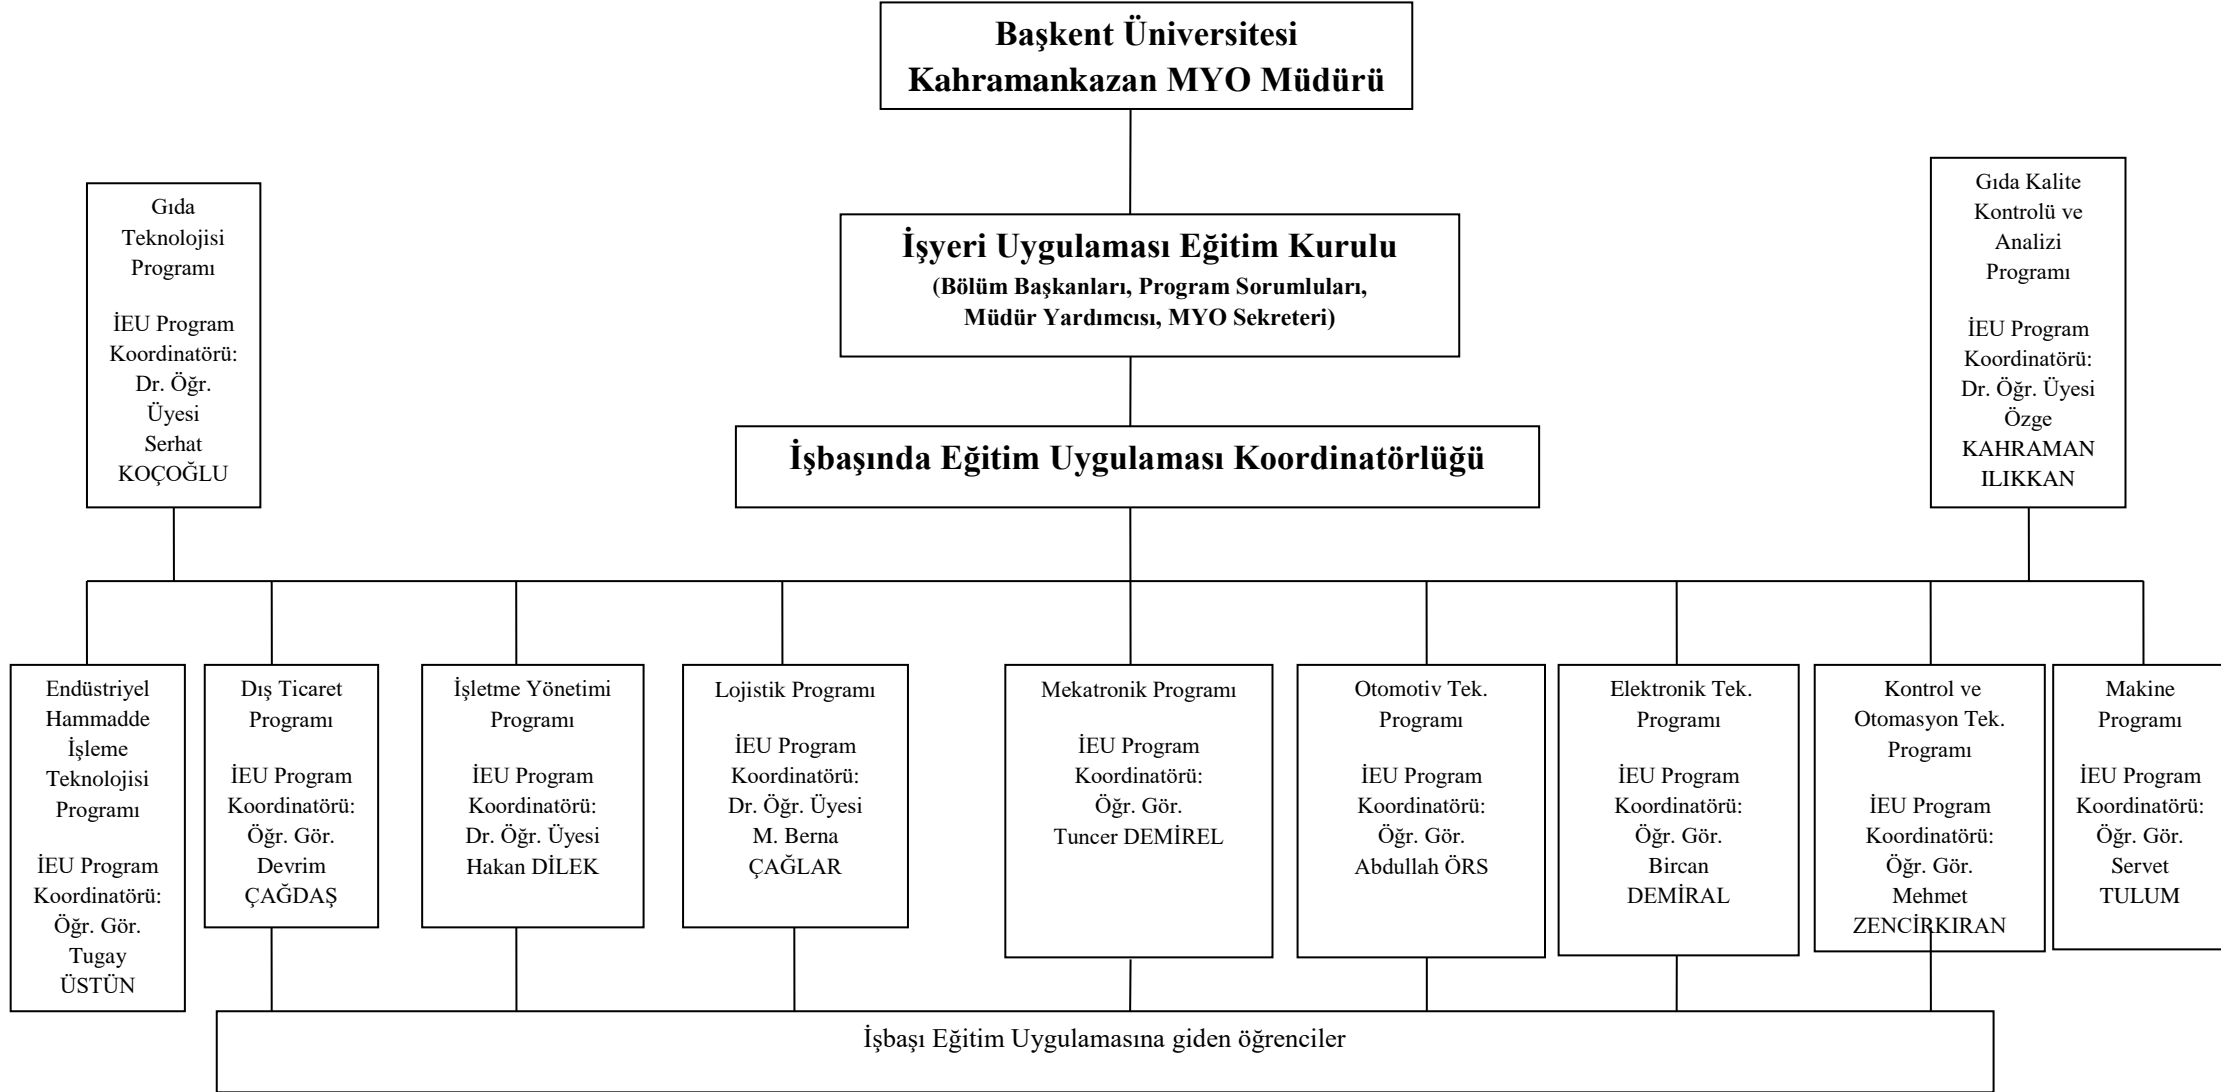 Başkent Üniversitesi
Kahramankazan MYO Müdürü
Gıda
Teknolojisi
Programı
İEU Program
Koordinatörü:
Dr. Öğr.
Üyesi
Serhat
KOÇOĞLU
İşyeri Uygulaması Eğitim Kurulu
(Bölüm Başkanları, Program Sorumluları,
Müdür Yardımcısı, MYO Sekreteri)
Gıda Kalite
Kontrolü ve
Analizi
Programı
İEU Program
Koordinatörü:
Dr. Öğr. Üyesi
Özge
KAHRAMAN
ILIKKAN
İşbaşında Eğitim Uygulaması Koordinatörlüğü
Endüstriyel
Hammadde
İşleme
Teknolojisi
Programı
İEU Program
Koordinatörü:
Öğr. Gör.
Tugay
ÜSTÜN
Dış Ticaret
Programı
İEU Program
Koordinatörü:
Öğr. Gör.
Devrim
ÇAĞDAŞ
İşletme Yönetimi
Programı
İEU Program
Koordinatörü:
Dr. Öğr. Üyesi
Hakan DİLEK
Lojistik Programı
İEU Program
Koordinatörü:
Dr. Öğr. Üyesi
M. Berna
ÇAĞLAR
Mekatronik Programı
İEU Program
Koordinatörü:
Öğr. Gör.
Tuncer DEMİREL
Otomotiv Tek.
Programı
İEU Program
Koordinatörü:
Öğr. Gör.
Abdullah ÖRS
Elektronik Tek.
Programı
İEU Program
Koordinatörü:
Öğr. Gör.
Bircan
DEMİRAL
Kontrol ve
Otomasyon Tek.
Programı
İEU Program
Koordinatörü:
Öğr. Gör.
Mehmet
ZENCİRKIRAN
Makine
Programı
İEU Program
Koordinatörü:
Öğr. Gör.
Servet
TULUM
İşbaşı Eğitim Uygulamasına giden öğrenciler